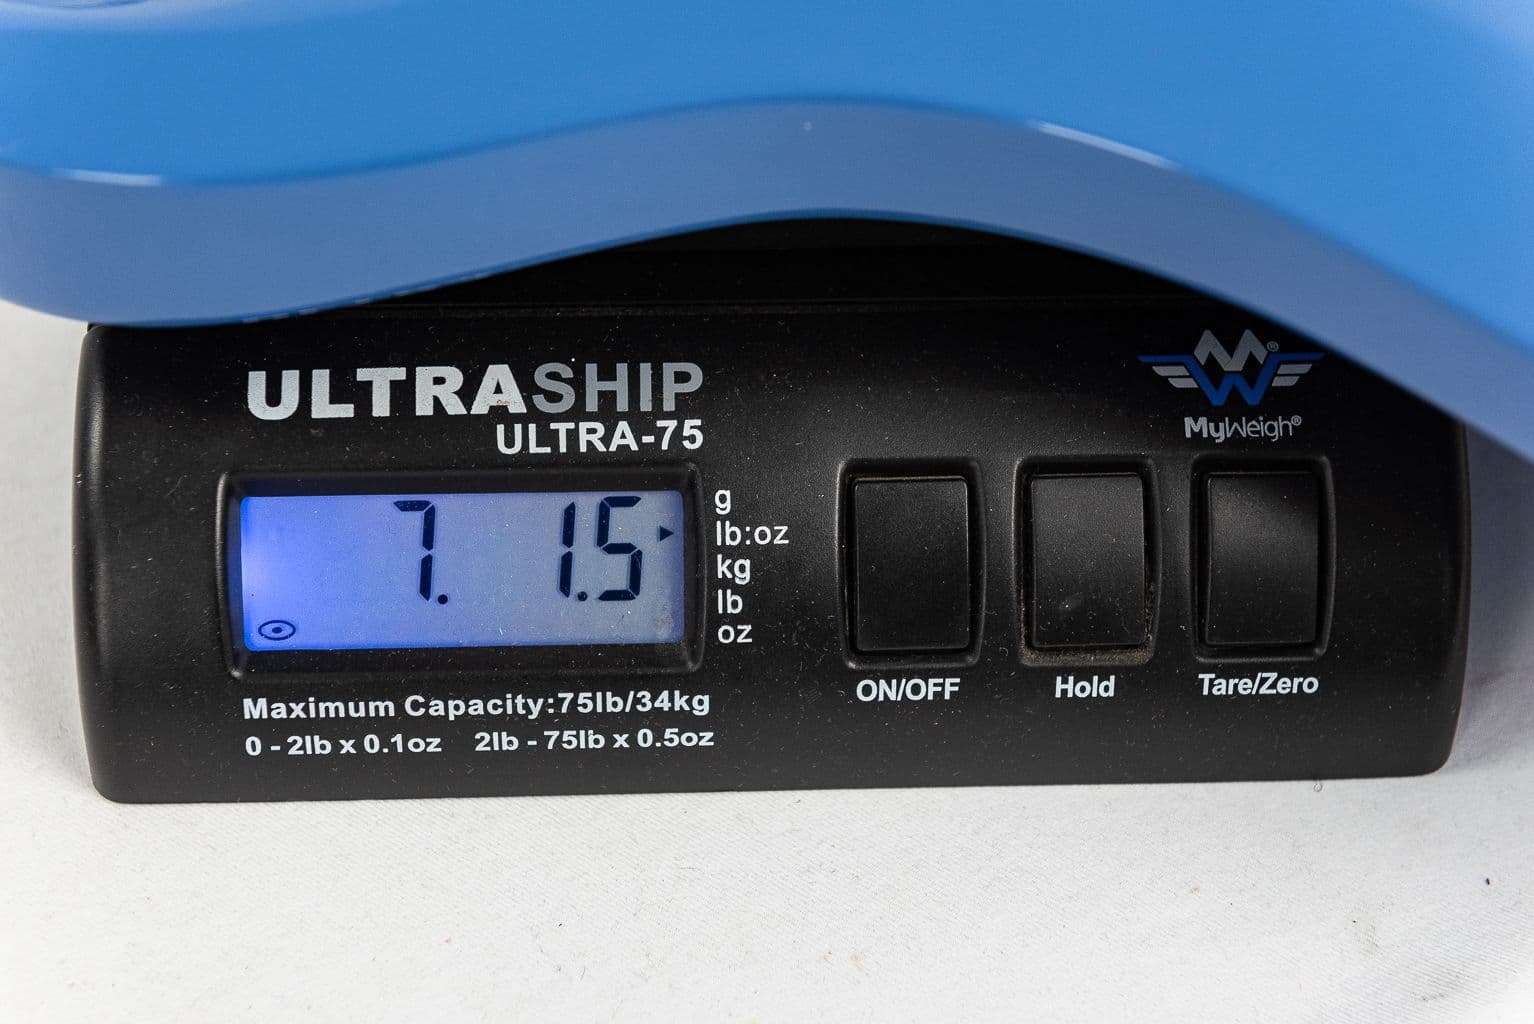 ULTRASHIP
ULTRA-75
MW®
MyWeigh®
7. 1.5
g
lb:oz
kg
lb
oz
ON/OFF
Hold
Tare/Zero
Maximum Capacity:75lb/34kg
0 - 2lb x 0.1oz 2lb - 75lb x 0.5oz